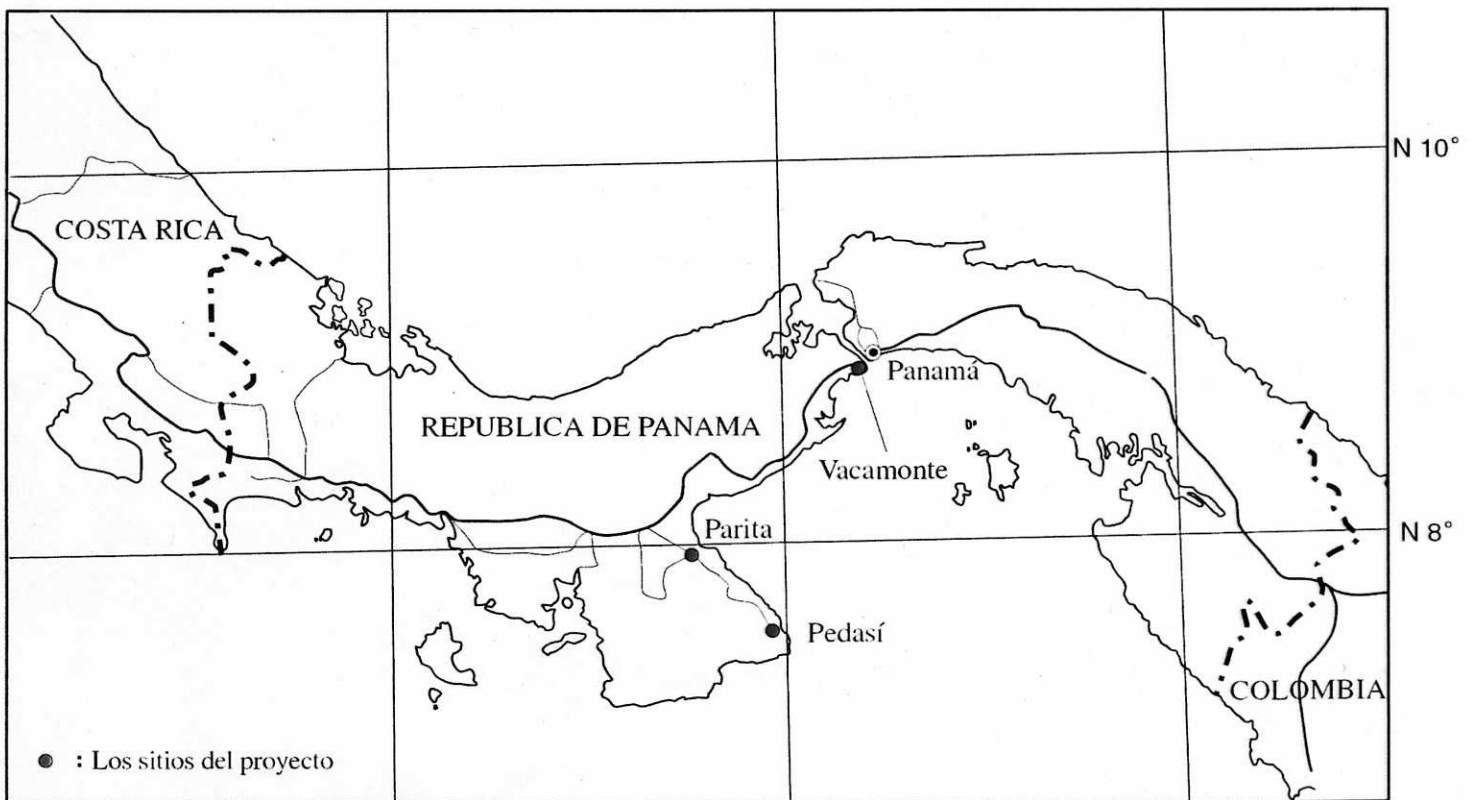 N 10°
COSTA RICA
Panamá
REPUBLICA DE PANAMA
Vacamonte
Parita
N 8°
Pedasí
COLOMBIA
: Los sitios del proyecto